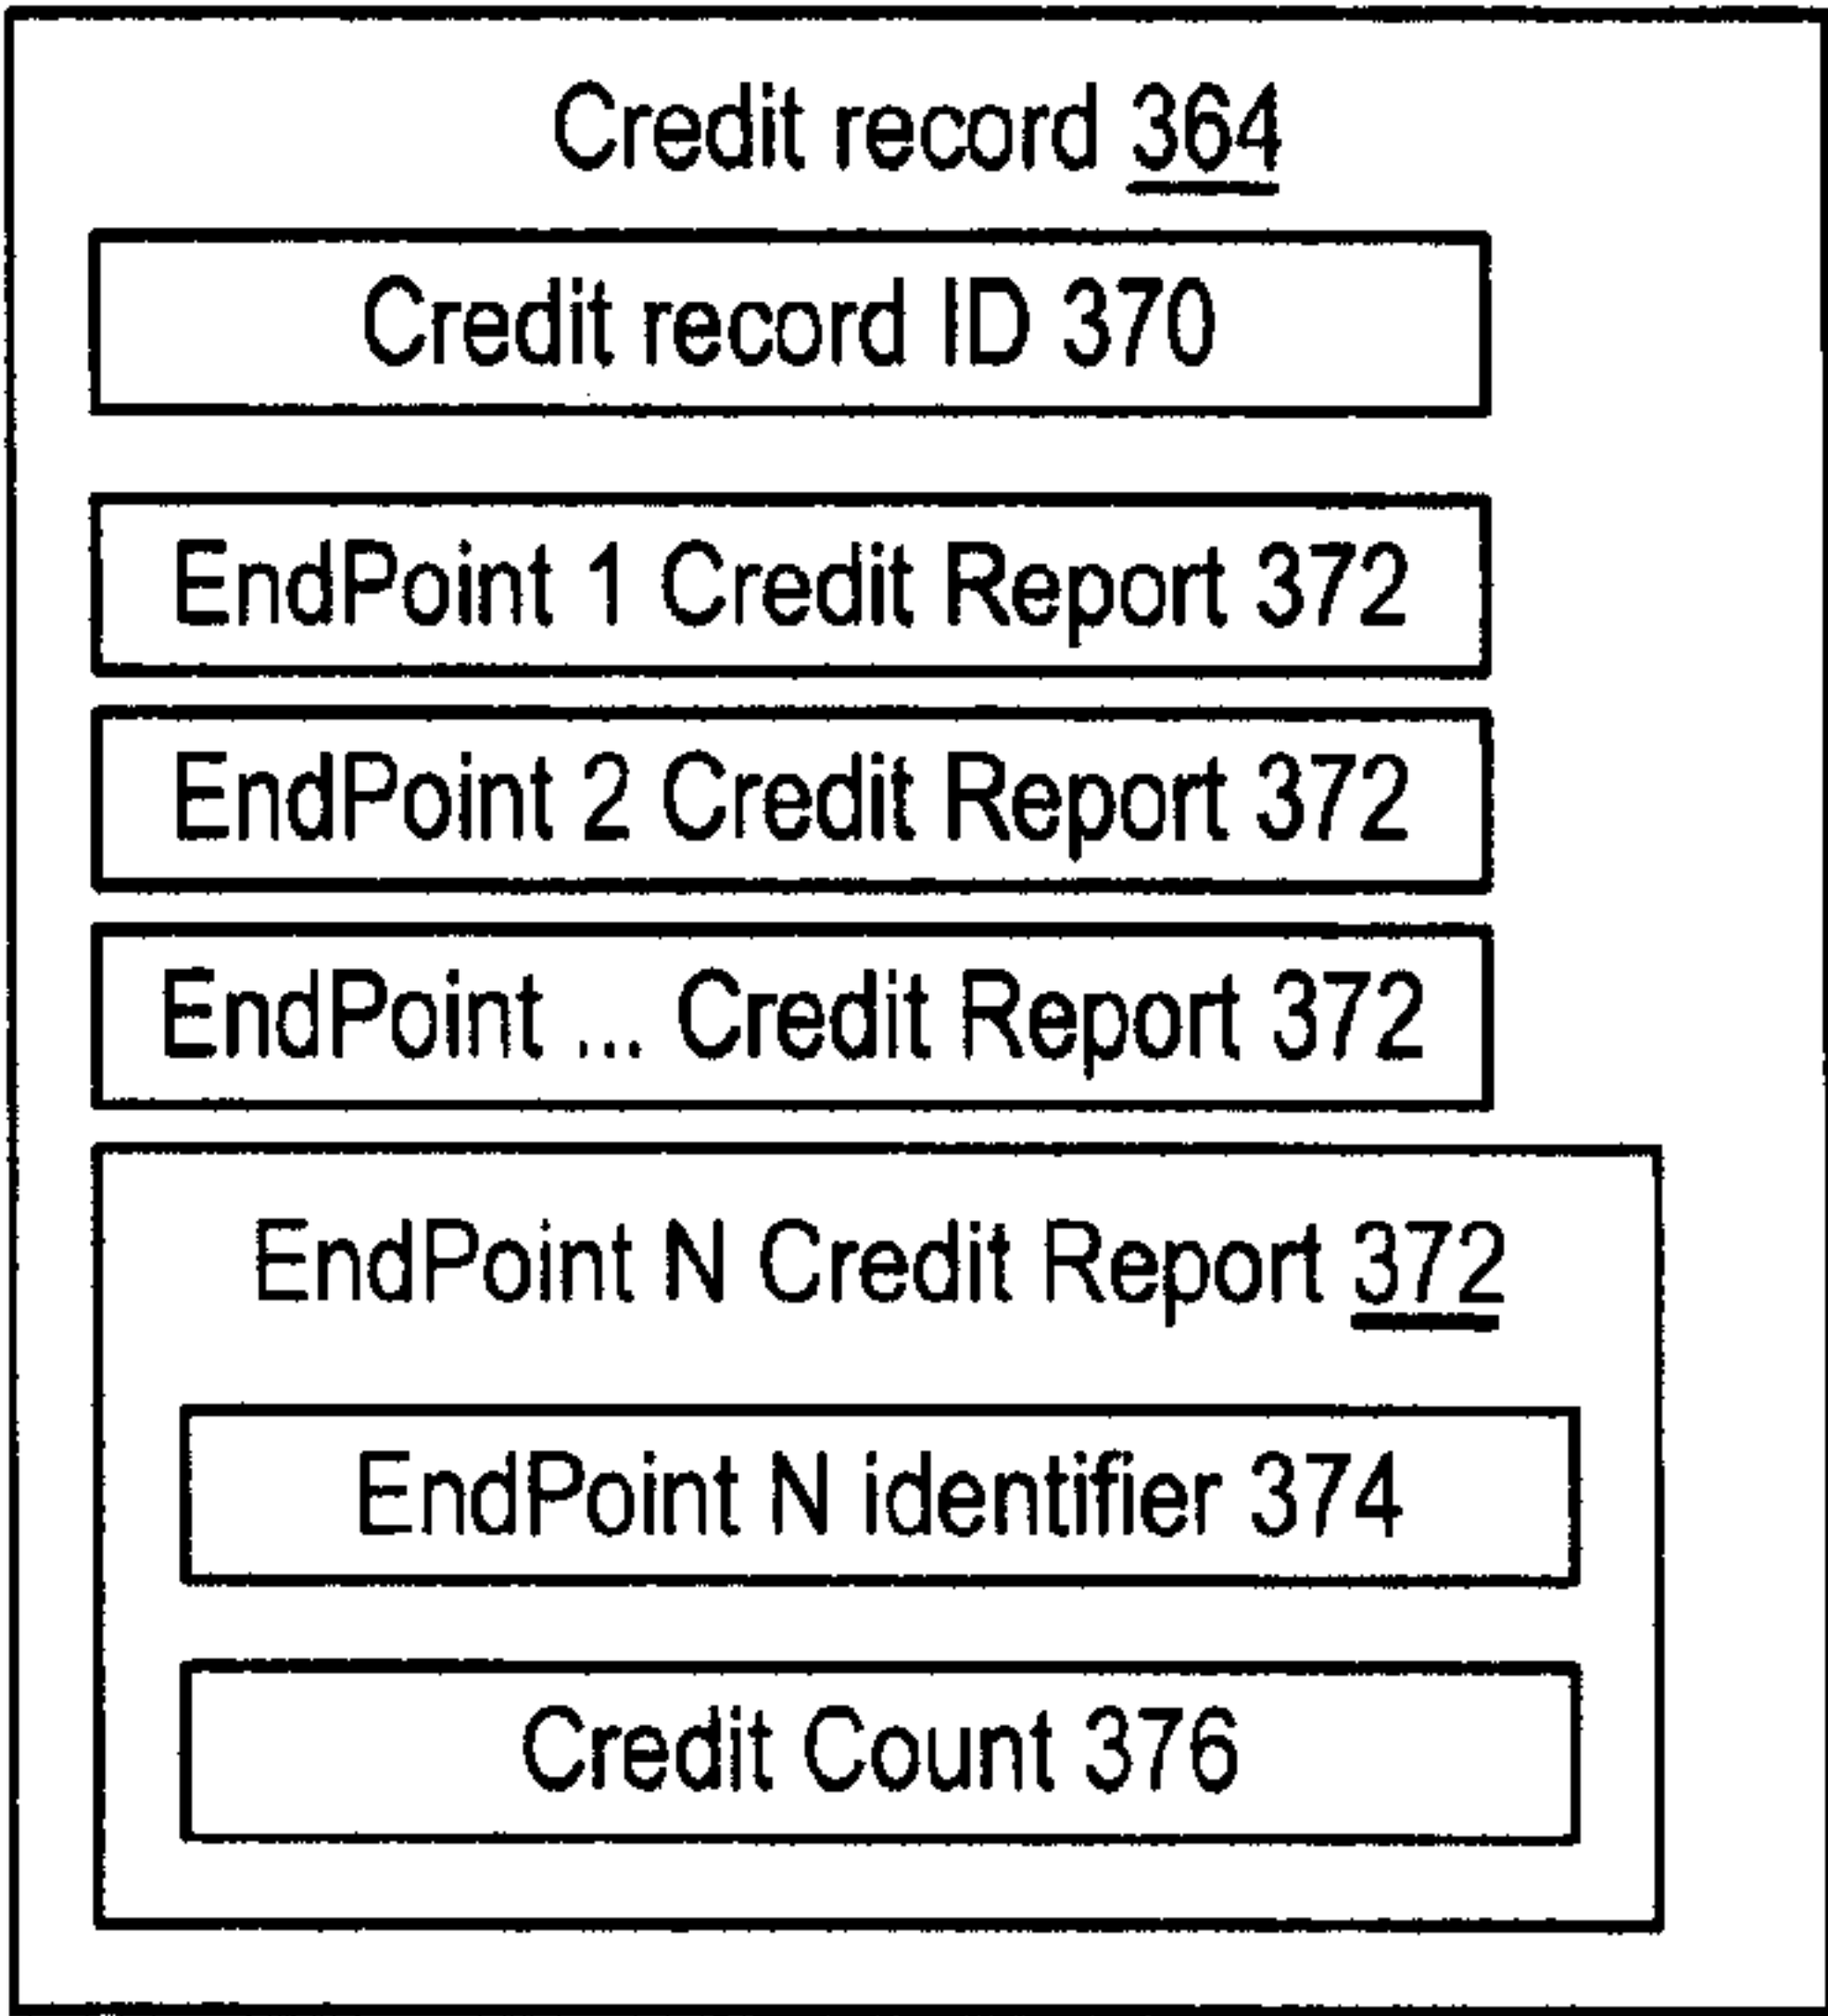 Credit record 364
Credit record ID 370
EndPoint 1 Credit Report 372
EndPoint 2 Credit Report 372
EndPoint ... Credit Report 372
EndPoint N Credit Report 372
EndPoint N identifier 374
Credit Count 376